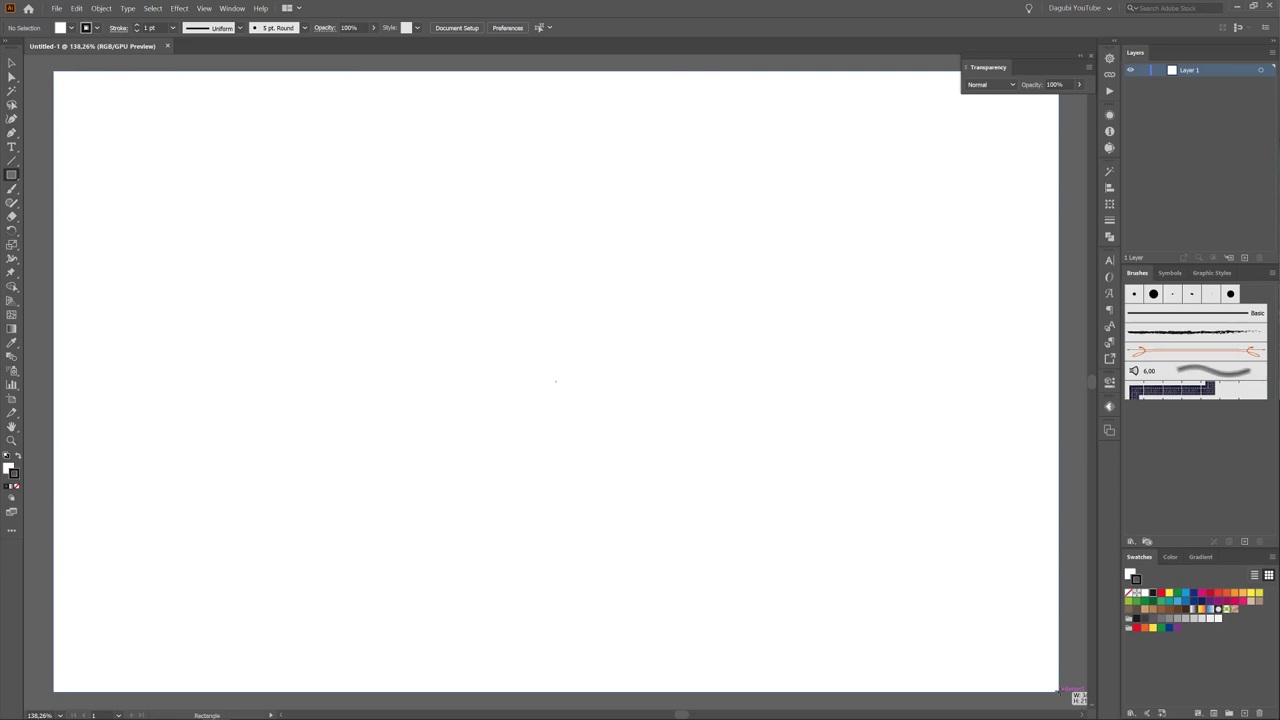 Ai File Edit Object Type Select Effect View Window Help Dagubi YouTube Search Adobe Stock
No Selection Stroke: 1 pt Uniform 5 pt. Round Opacity: 100% Style: Document Setup Preferences
Untitled-1 @ 138,26% (RGB/GPU Preview)
Transparency
Normal Opacity: 100%
Layers
Layer 1
1 Layer
Brushes Symbols Graphic Styles
Basic
6,00
Swatches Color Gradient
W: 
H: 21
138,26% 1 Rectangle